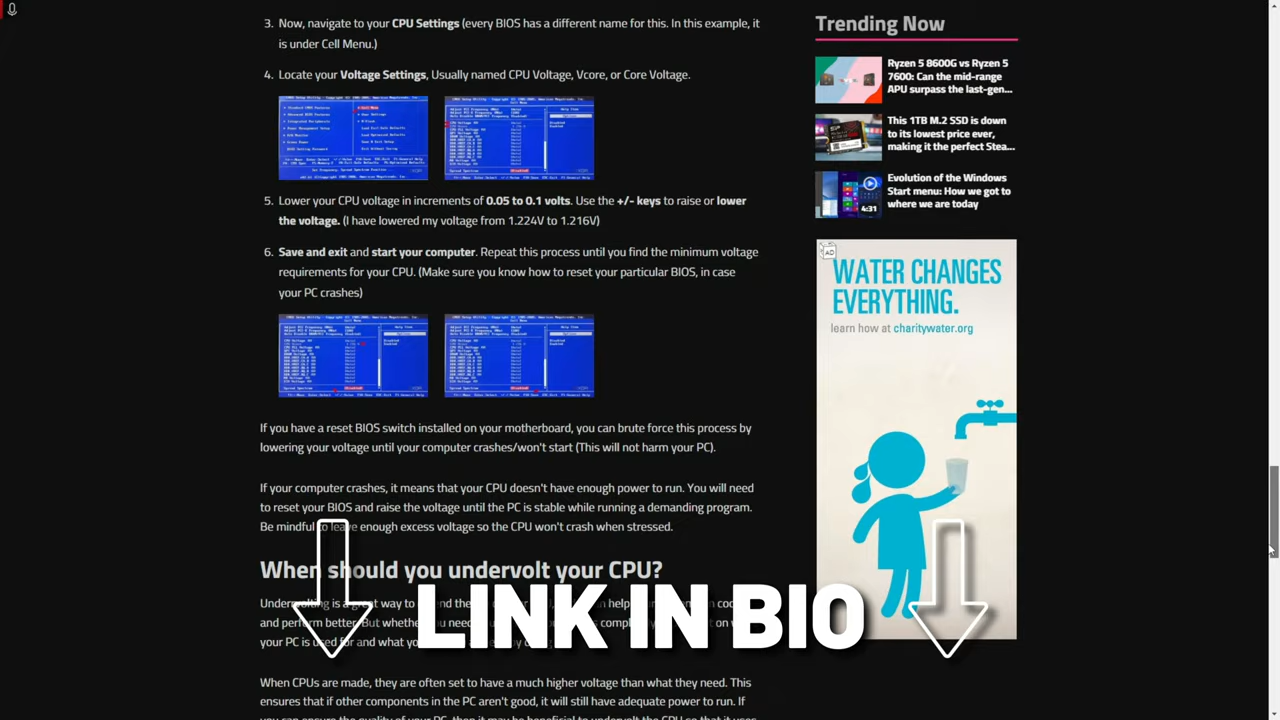 3. Now, navigate to your CPU Settings (every BIOS has a different name for this. In this example, it
is under Cell Menu.)
4. Locate your Voltage Settings, Usually named CPU Voltage, Vcore, or Core Voltage.
5. Lower your CPU voltage in increments of 0.05 to 0.1 volts. Use the +/- keys to raise or lower
the voltage. (I have lowered my voltage from 1.224V to 1.216V)
6. Save and exit and start your computer. Repeat this process until you find the minimum voltage
requirements for your CPU. (Make sure you know how to reset your particular BIOS, in case
your PC crashes)
If you have a reset BIOS switch installed on your motherboard, you can brute force this process by
lowering your voltage until your computer crashes/won't start (This will not harm your PC).
If your computer crashes, it means that your CPU doesn't have enough power to run. You will need
to reset your BIOS and raise the voltage until the PC is stable while running a demanding program.
Be mindful to leave enough excess voltage so the CPU won't crash when stressed.
When should you undervolt your CPU?
When CPUs are made, they are often set to have a much higher voltage than what they need. This
ensures that if other components in the PC aren't good, it will still have adequate power to run. If
Trending Now
Ryzen 5 8600G vs Ryzen 5
7600: Can the mid-range
APU surpass the last-gen...
This 1TB M.2 SSD is down
to its lowest price ever,
making it the perfect Stea...
Evolution of the Windows
Start menu: How we got to
where we are today
4:31
AD
WATER CHANGES
EVERYTHING.
learn how at charitywater.org
LINK IN BIO